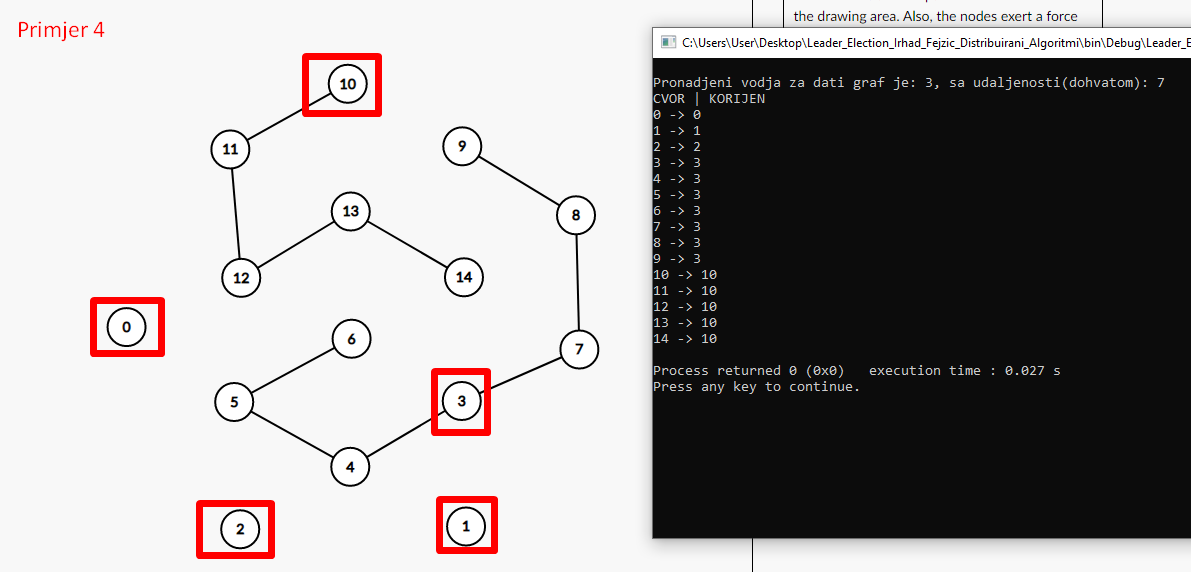 Primjer 4
10
11
9
13
8
12
14
0
6
7
5
3
4
2
1
the drawing area. Also, the nodes exert a force
C:\Users\User\Desktop\Leader_Election_Irhad_Fejzic_Distribuirani_Algoritmi\bin\Debug\Leader_E
Pronadjeni vodja za dati graf je: 3, sa udaljenosti(dohvatom): 7
CVOR | KORIJEN
0 -> 0
1 -> 1
2 -> 2
3 -> 3
4 -> 3
5 -> 3
6 -> 3
7 -> 3
8 -> 3
9 -> 3
10 -> 10
11 -> 10
12 -> 10
13 -> 10
14 -> 10
Process returned 0 (0x0)   execution time : 0.027 s
Press any key to continue.